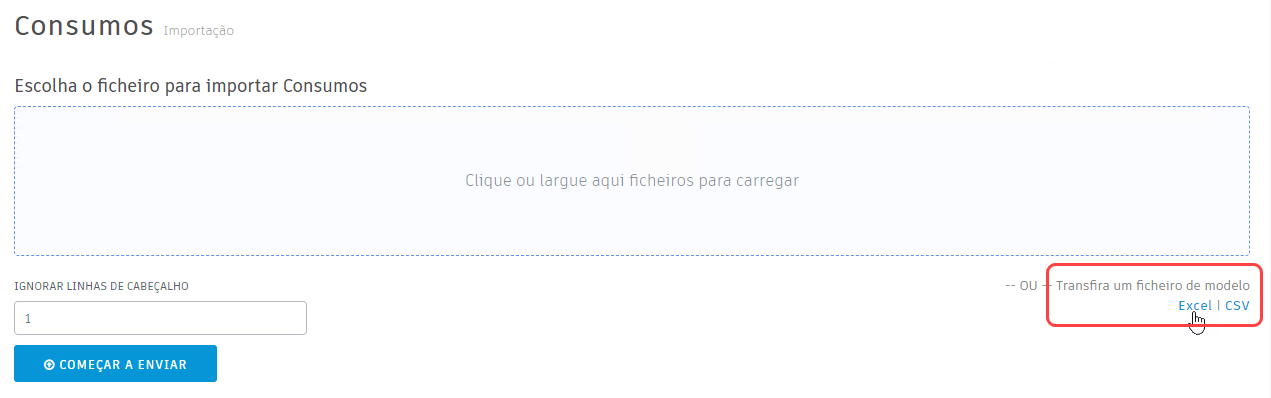 Consumos Importação
Escolha o ficheiro para importar Consumos
Clique ou largue aqui ficheiros para carregar
IGNORAR LINHAS DE CABEÇALHO
-- OU -- Transfira um ficheiro de modelo
Excel | CSV
1
COMEÇAR A ENVIAR